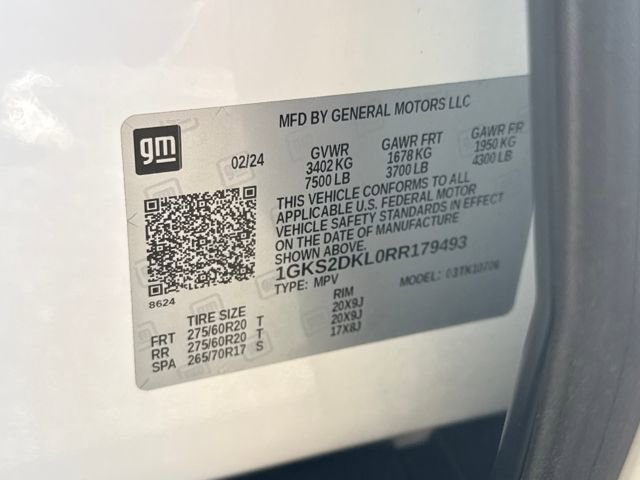 MFD BY GENERAL MOTORS LLC
gm
02/24
GVWR GAWR FRT GAWR RR
3402 KG 1678 KG 1950 KG
7500 LB 3700 LB 4300 LB
THIS VEHICLE CONFORMS TO ALL
APPLICABLE U.S. FEDERAL MOTOR
VEHICLE SAFETY STANDARDS IN EFFECT
ON THE DATE OF MANUFACTURE
SHOWN ABOVE.
1GKS2DKL0RR179493
TYPE: MPV MODEL:
8624
TIRE SIZE RIM
FRT 275/60R20 T 20X9J
RR 275/60R20 T 20X9J
SPA 265/70R17 S 17X8J